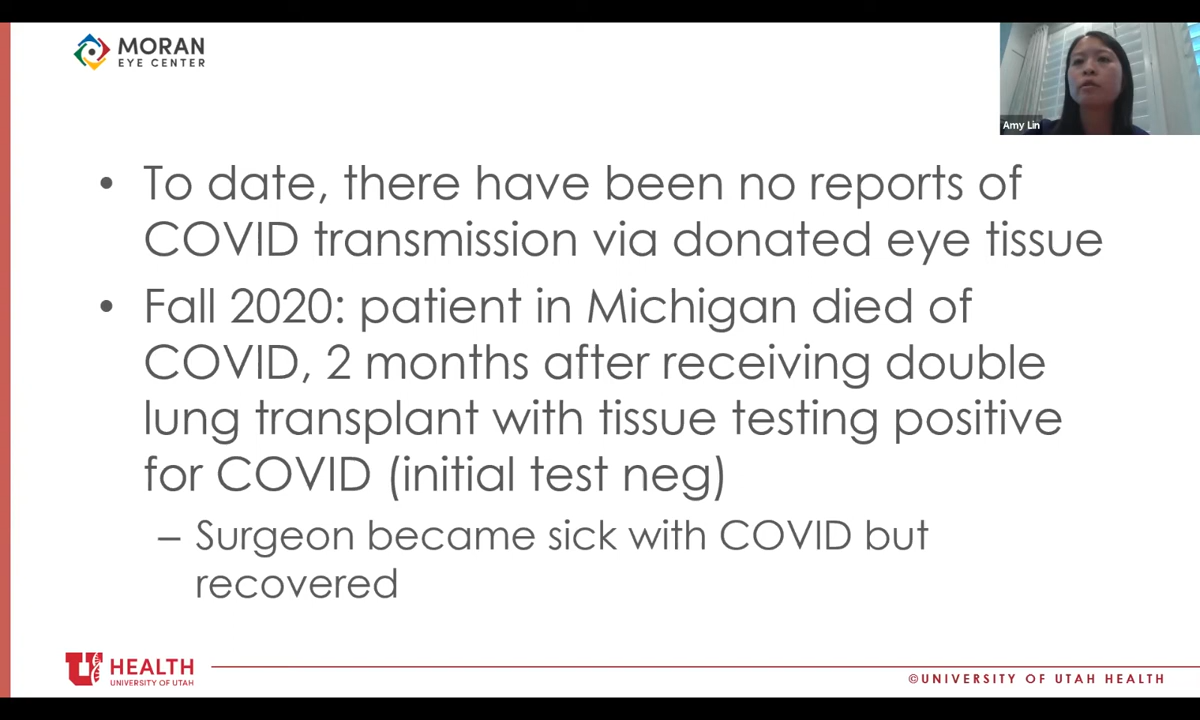 MORAN
EYE CENTER
Amy Lin
• To date, there have been no reports of
COVID transmission via donated eye tissue
• Fall 2020: patient in Michigan died of
COVID, 2 months after receiving double
lung transplant with tissue testing positive
for COVID (initial test neg)
– Surgeon became sick with COVID but
recovered
U HEALTH
UNIVERSITY OF UTAH
©UNIVERSITY OF UTAH HEALTH